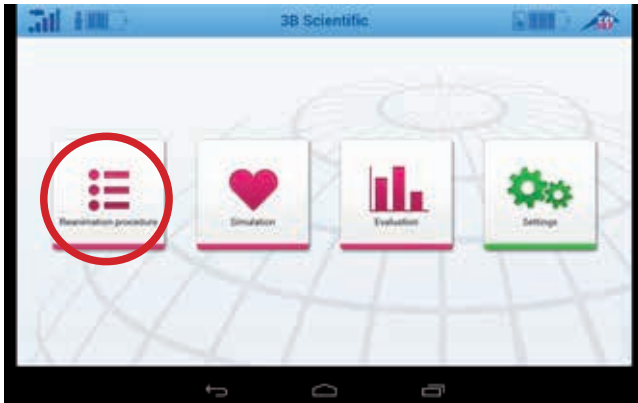 3B Scientific
Reanimation procedure
Simulation
Evaluation
Settings